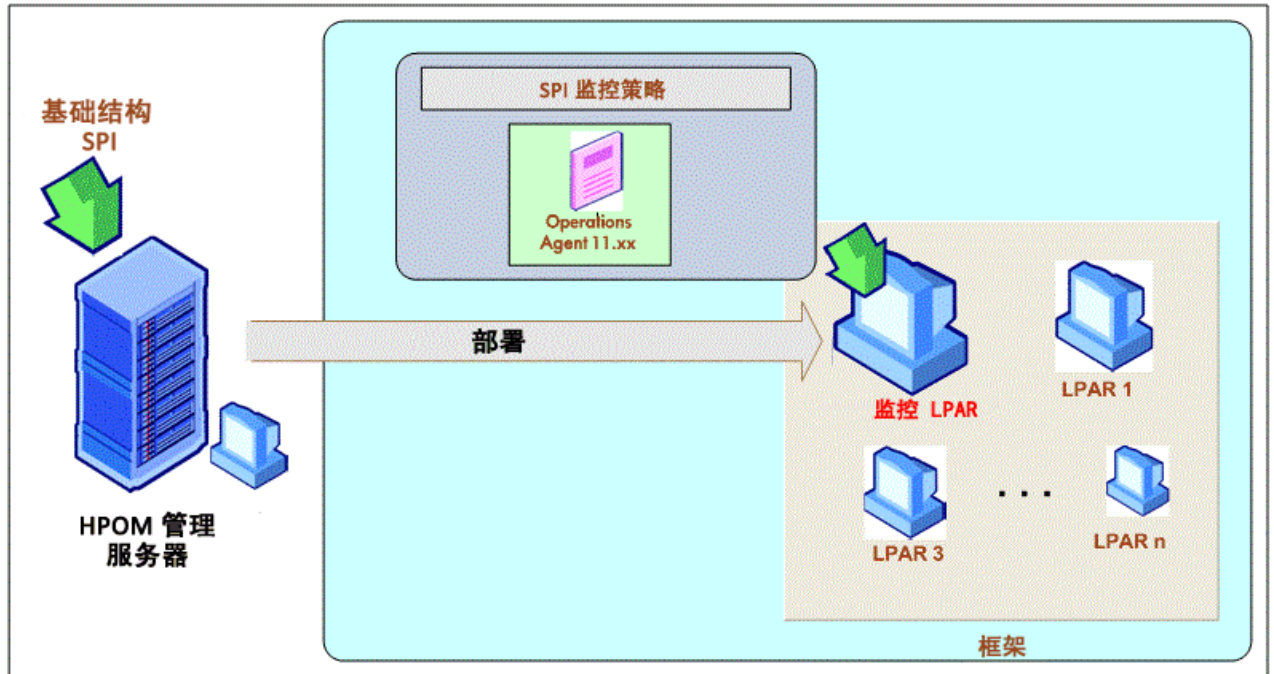 基础结构
SPI
SPI 监控策略
Operations
Agent 11.xx
部署
监控 LPAR
LPAR 1
LPAR 3
. . .
LPAR n
HPOM 管理
服务器
框架